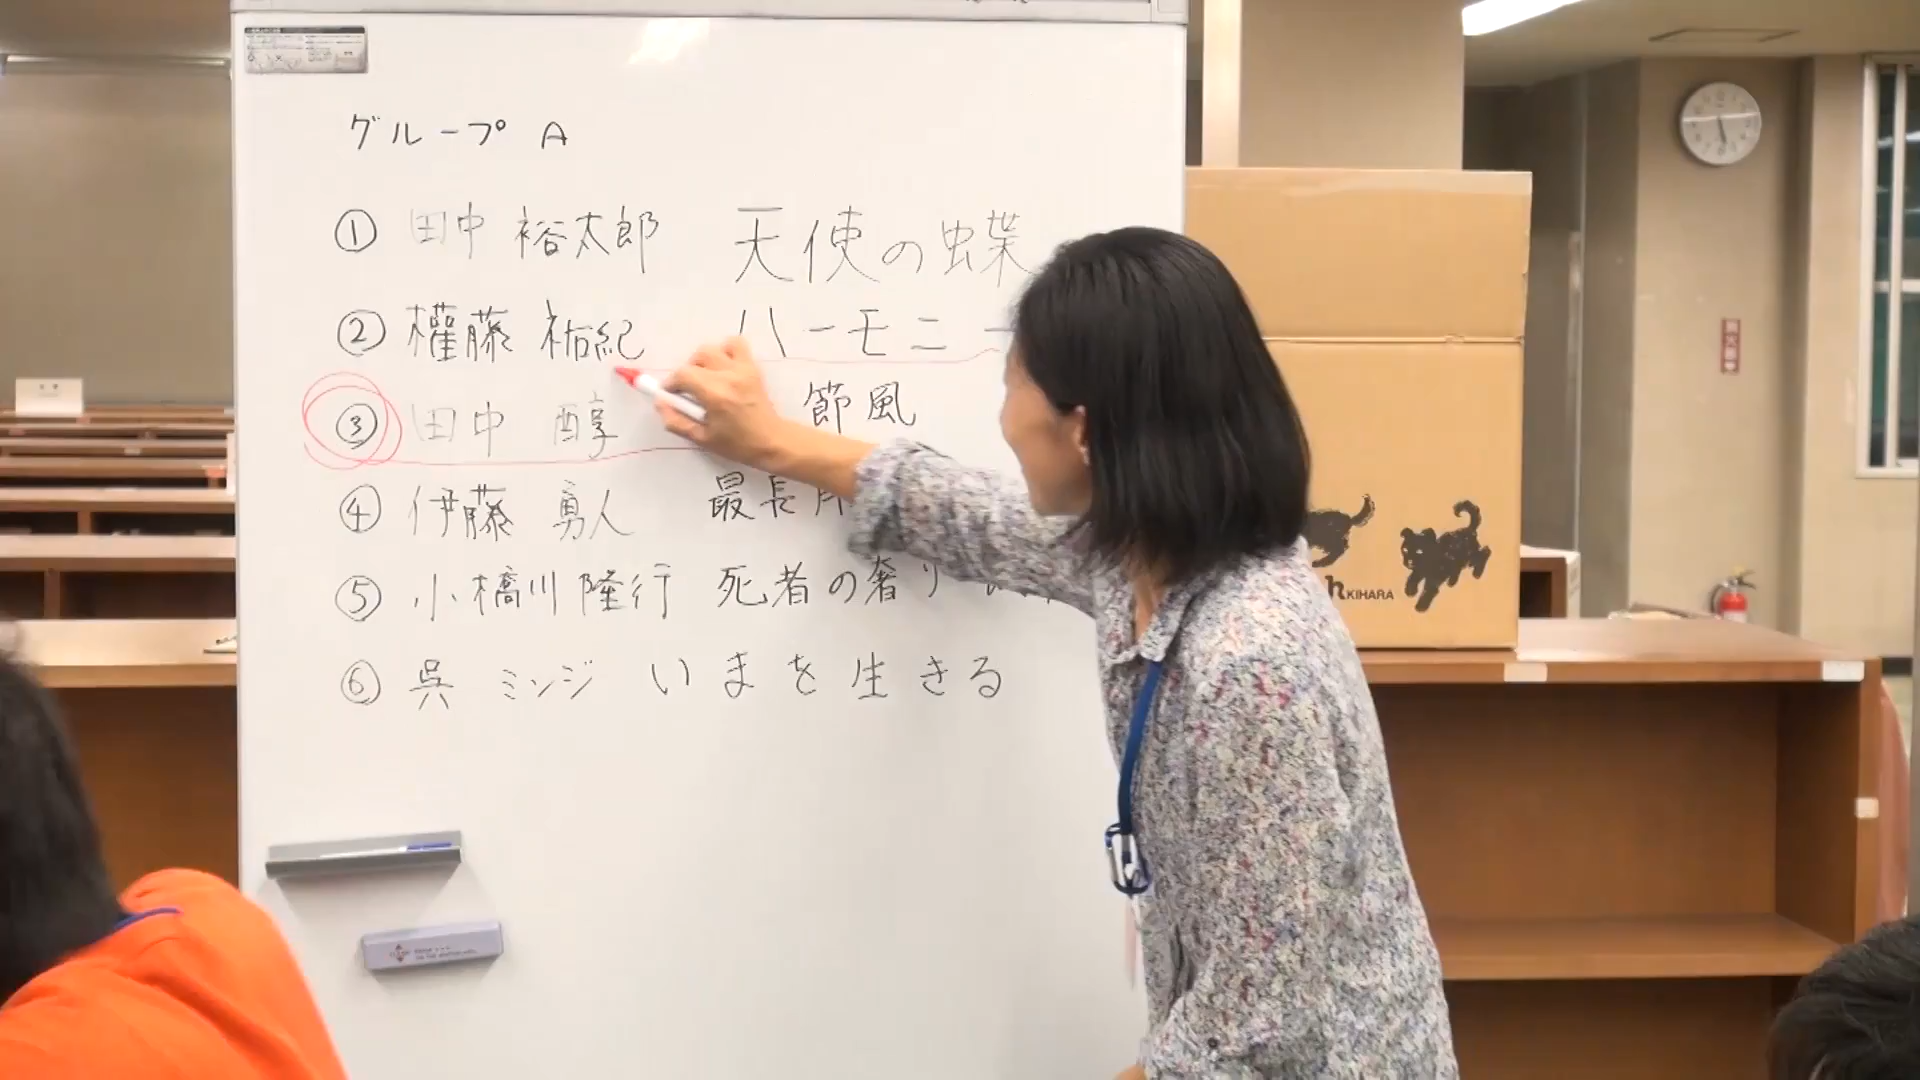 グループ A
① 田中 裕太郎 天使の蝶
② 權藤 祐紀 ハーモニー
③ 田中 醇 節風
④ 伊藤 勇人 最長
⑤ 小橋川 隆行 死者の奢り
⑥ 呉 ミンジ いまを生きる
KIHARA